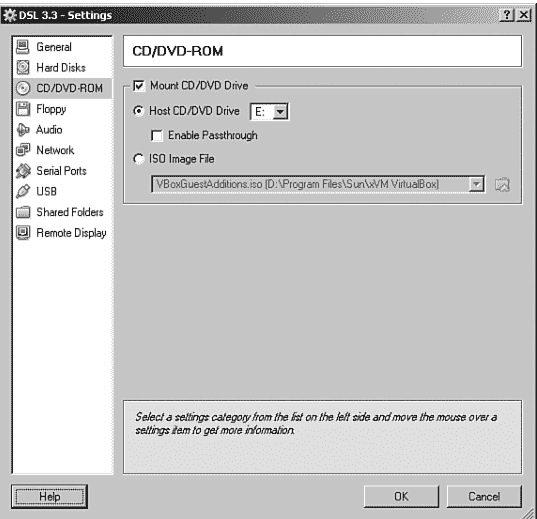 DSL 3.3 - Settings
General
Hard Disks
CD/DVD-ROM
Floppy
Audio
Network
Serial Ports
USB
Shared Folders
Remote Display
CD/DVD-ROM
Mount CD/DVD Drive
Host CD/DVD Drive E:
Enable Passthrough
ISO Image File
VBoxGuestAdditions.iso (D:\Program Files\Sun\xVM VirtualBox)
Select a settings category from the list on the left side and move the mouse over a
settings item to get more information.
Help OK Cancel